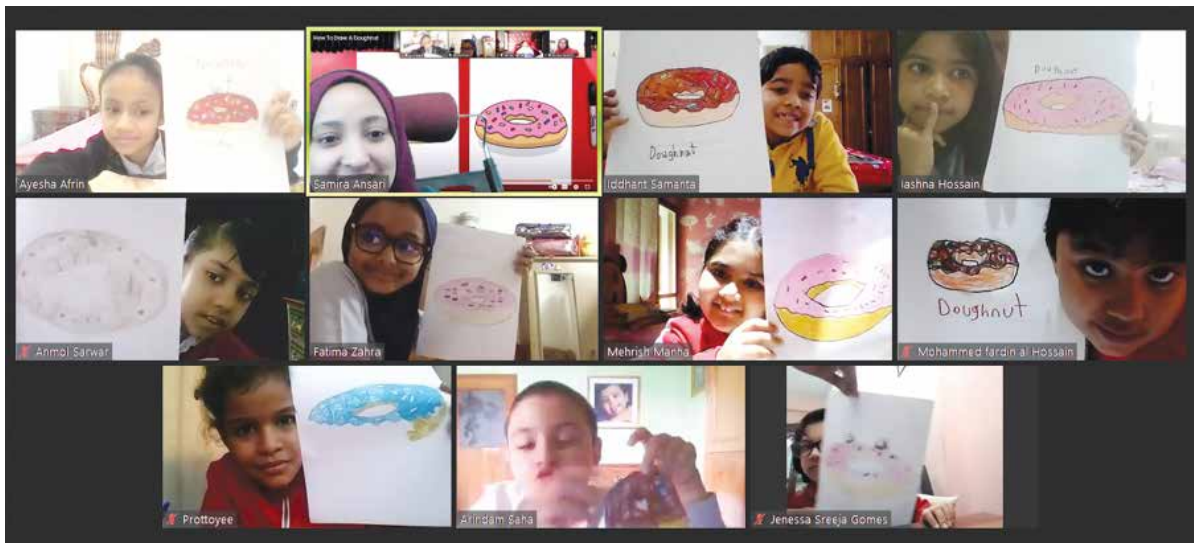 Ayesha Afrin
How To Draw A Doughnut
Samira Ansari
Doughnut
Iddhant Samanta
Doughnut
Iashna Hossain
Anmol Sarwar
Fatima Zahra
Mehrish Manha
Doughnut
Mohammed fardin al Hossain
Prottoyee
Arindam Saha
Jenessa Sreeja Gomes